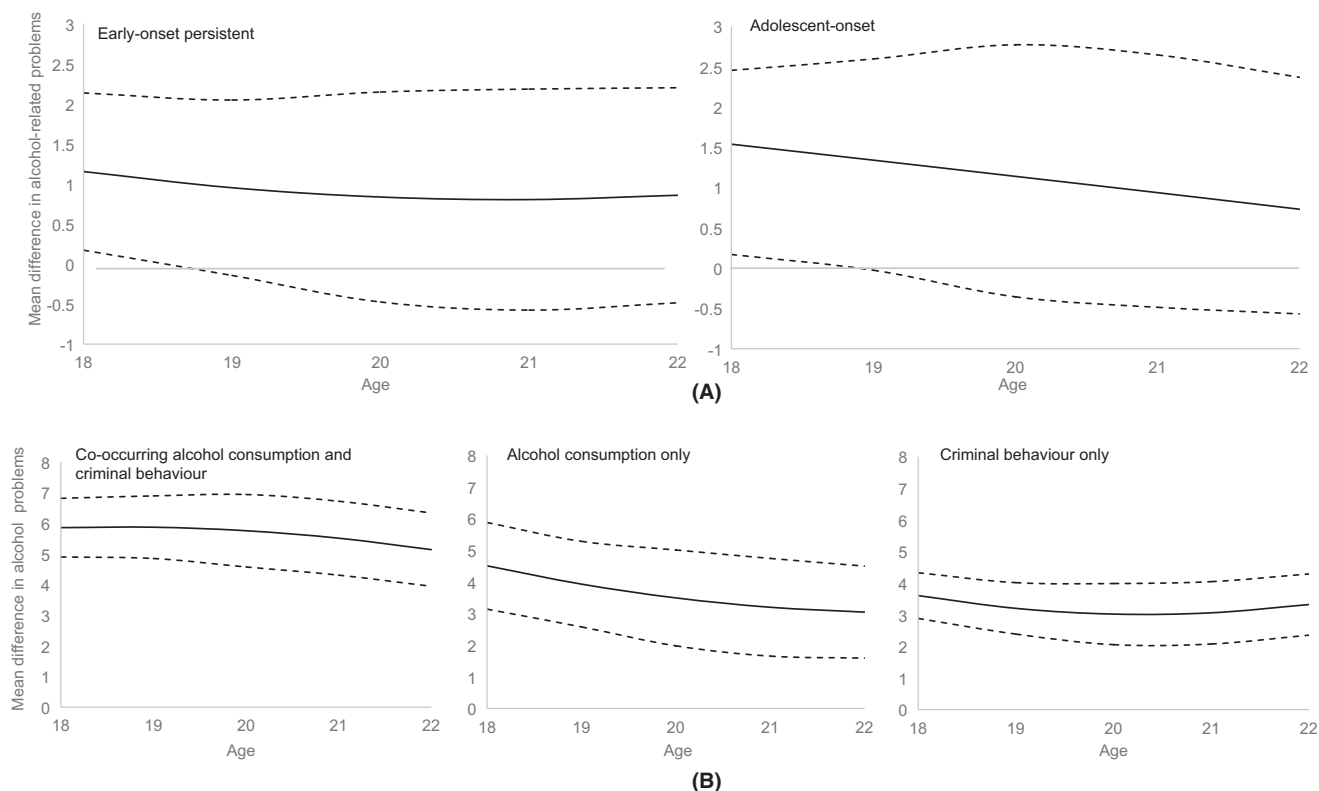 Early-onset persistent
Mean difference in alcohol-related problems
3
2.5
2
1.5
1
0.5
0
-0.5
-1
18 19 20 21 22
Age
Adolescent-onset
3
2.5
2
1.5
1
0.5
0
-0.5
-1
18 19 20 21 22
Age
(A)
Co-occurring alcohol consumption and
criminal behaviour
Mean difference in alcohol problems
8
7
6
5
4
3
2
1
0
18 19 20 21 22
Age
Alcohol consumption only
8
7
6
5
4
3
2
1
0
18 19 20 21 22
Age
Criminal behaviour only
8
7
6
5
4
3
2
1
0
18 19 20 21 22
Age
(B)